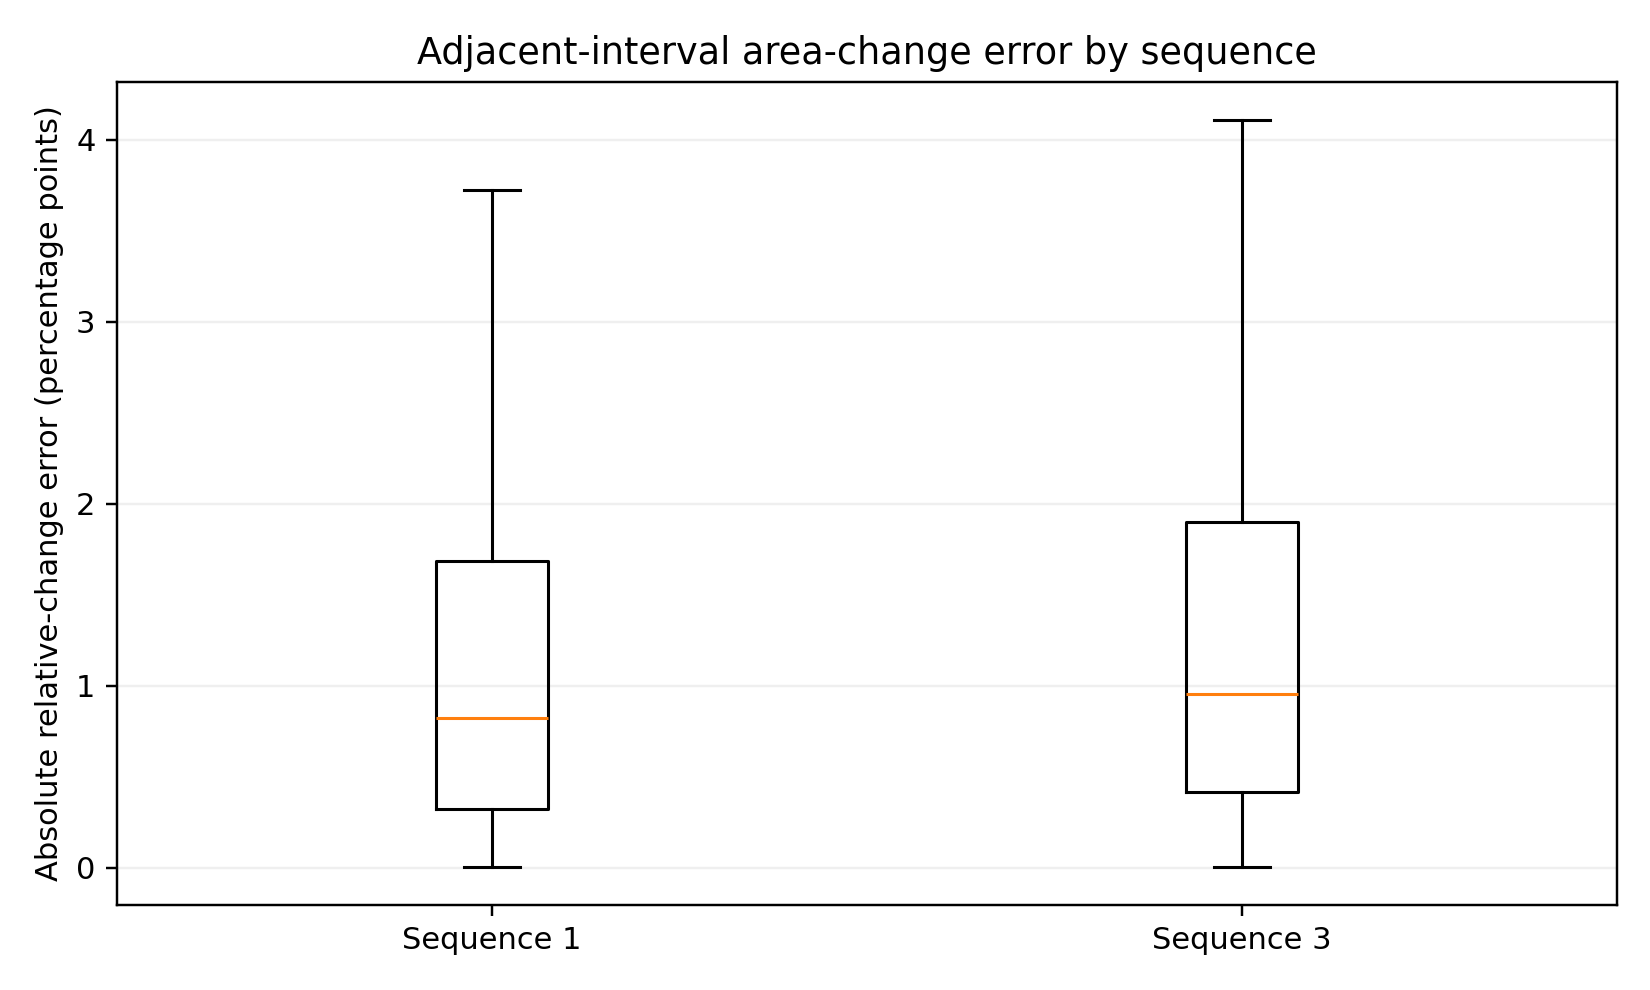 Adjacent-interval area-change error by sequence
Absolute relative-change error (percentage points)
4
3
2
1
0
Sequence 1
Sequence 3